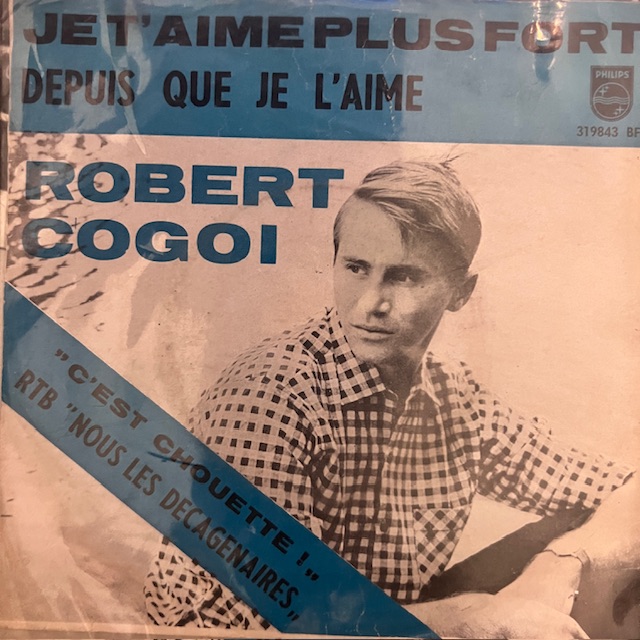 JE T'AIME PLUS FORT
DEPUIS QUE JE L'AIME
PHILIPS
319843 BF
ROBERT
COGOI
„C'EST CHOUETTE !„
RTB "NOUS LES DECAGENAIRES„